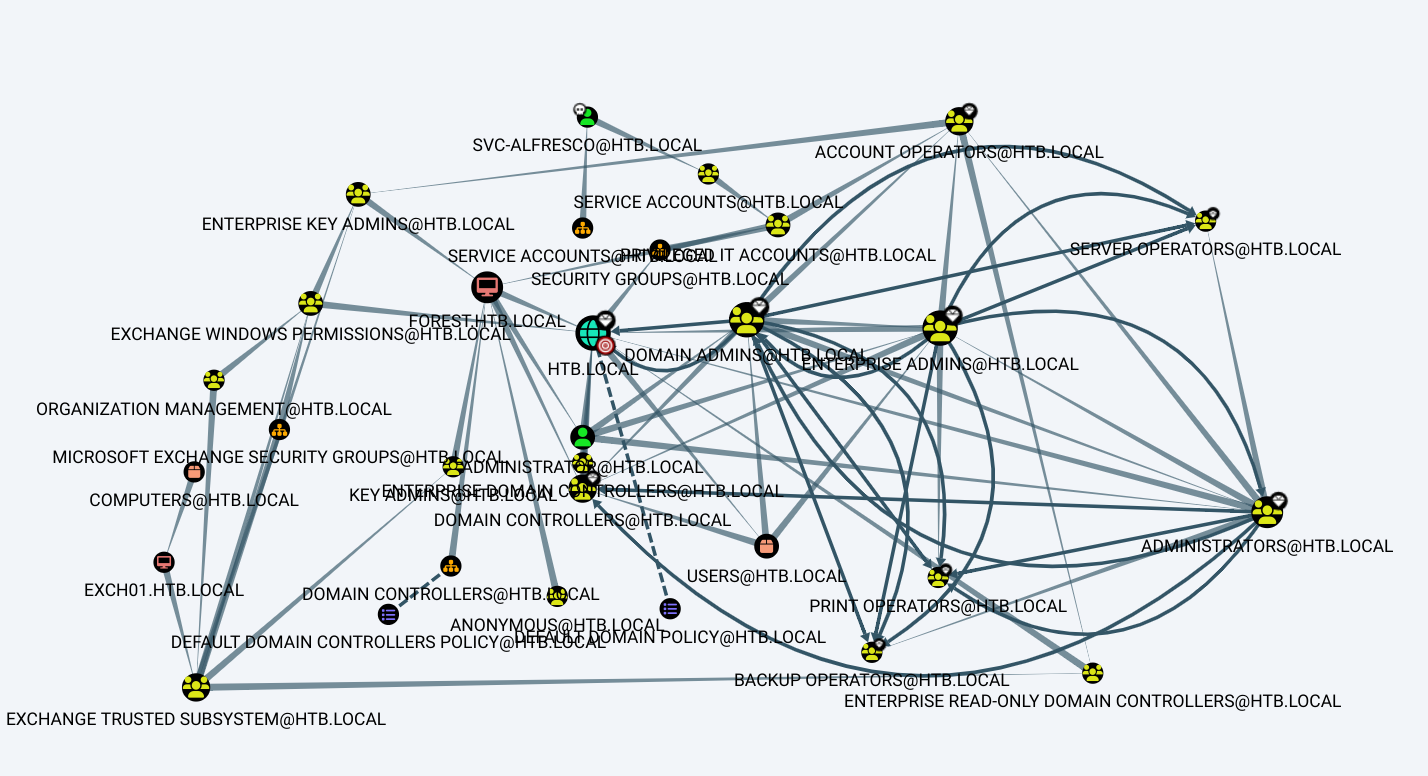 SVC-ALFRESCO@HTB.LOCAL
ACCOUNT OPERATORS@HTB.LOCAL
SERVICE ACCOUNTS@HTB.LOCAL
ENTERPRISE KEY ADMINS@HTB.LOCAL
SERVER OPERATORS@HTB.LOCAL
SERVICE ACCOUNTS@HTB.LOCAL
PRIVILEGED IT ACCOUNTS@HTB.LOCAL
SECURITY GROUPS@HTB.LOCAL
FOREST.HTB.LOCAL
EXCHANGE WINDOWS PERMISSIONS@HTB.LOCAL
DOMAIN ADMINS@HTB.LOCAL
HTB.LOCAL
ENTERPRISE ADMINS@HTB.LOCAL
ORGANIZATION MANAGEMENT@HTB.LOCAL
MICROSOFT EXCHANGE SECURITY GROUPS@HTB.LOCAL
ADMINISTRATOR@HTB.LOCAL
COMPUTERS@HTB.LOCAL
KEY ADMINS@HTB.LOCAL
ENTERPRISE DOMAIN CONTROLLERS@HTB.LOCAL
DOMAIN CONTROLLERS@HTB.LOCAL
ADMINISTRATORS@HTB.LOCAL
USERS@HTB.LOCAL
EXCH01.HTB.LOCAL
DOMAIN CONTROLLERS@HTB.LOCAL
PRINT OPERATORS@HTB.LOCAL
ANONYMOUS@HTB.LOCAL
DEFAULT DOMAIN POLICY@HTB.LOCAL
DEFAULT DOMAIN CONTROLLERS POLICY@HTB.LOCAL
BACKUP OPERATORS@HTB.LOCAL
ENTERPRISE READ-ONLY DOMAIN CONTROLLERS@HTB.LOCAL
EXCHANGE TRUSTED SUBSYSTEM@HTB.LOCAL